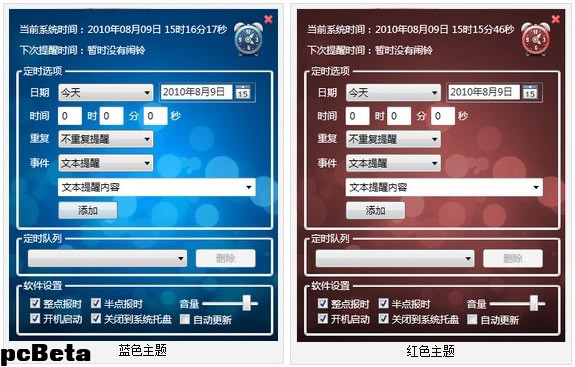 当前系统时间：2010年08月09日 15时16分17秒
下次提醒时间：暂时没有闹铃
定时选项
日期 今天 2010年8月9日 15
时间 0 时 0 分 0 秒
重复 不重复提醒
事件 文本提醒
文本提醒内容
添加
定时队列
删除
软件设置
整点报时 半点报时 音量
开机启动 关闭到系统托盘 自动更新
蓝色主题
当前系统时间：2010年08月09日 15时15分46秒
下次提醒时间：暂时没有闹铃
定时选项
日期 今天 2010年8月9日 15
时间 0 时 0 分 0 秒
重复 不重复提醒
事件 文本提醒
文本提醒内容
添加
定时队列
删除
软件设置
整点报时 半点报时 音量
开机启动 关闭到系统托盘 自动更新
红色主题
pcBeta